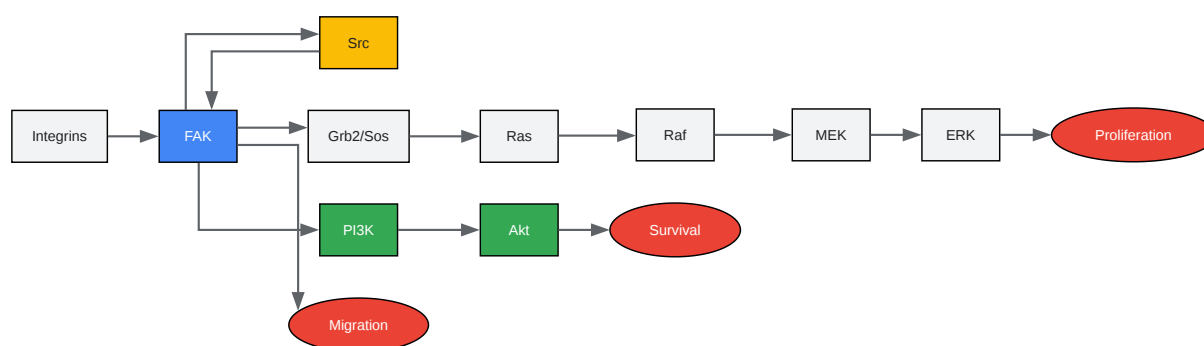 Src
Integrins
FAK
Grb2/Sos
Ras
Raf
MEK
ERK
Proliferation
PI3K
Akt
Survival
Migration